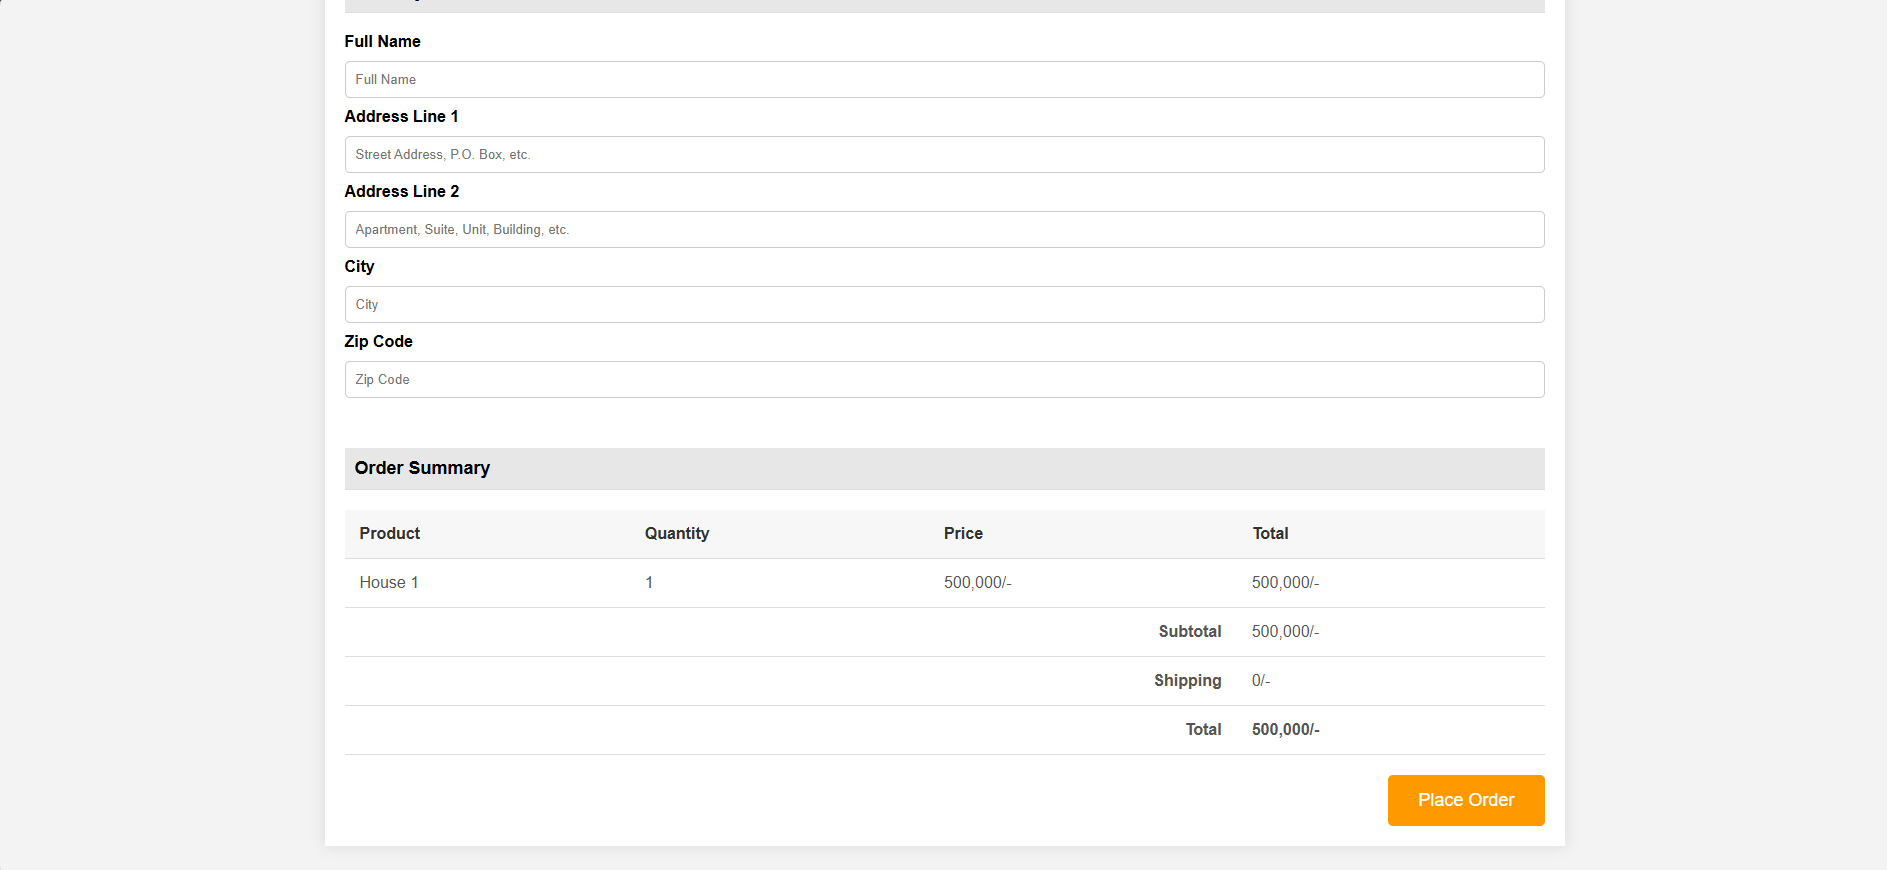 Full Name
Full Name
Address Line 1
Street Address, P.O. Box, etc.
Address Line 2
Apartment, Suite, Unit, Building, etc.
City
City
Zip Code
Zip Code
Order Summary
Product Quantity Price Total
House 1 1 500,000/- 500,000/-
Subtotal 500,000/-
Shipping 0/-
Total 500,000/-
Place Order